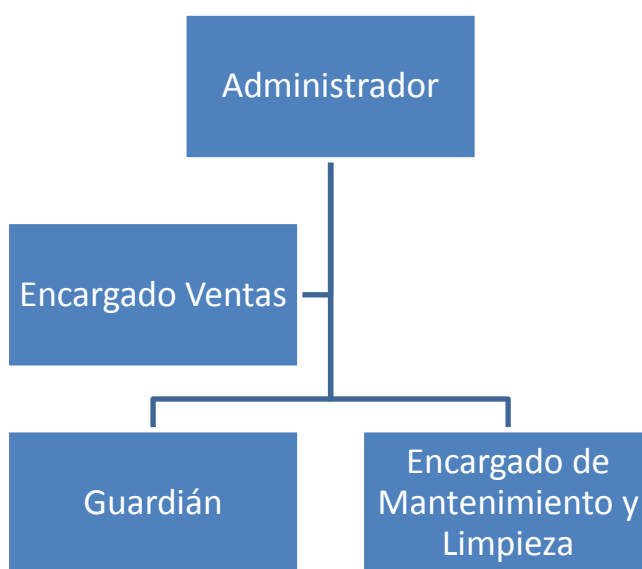 Administrador
Encargado Ventas
Guardián
Encargado de
Mantenimiento y
Limpieza